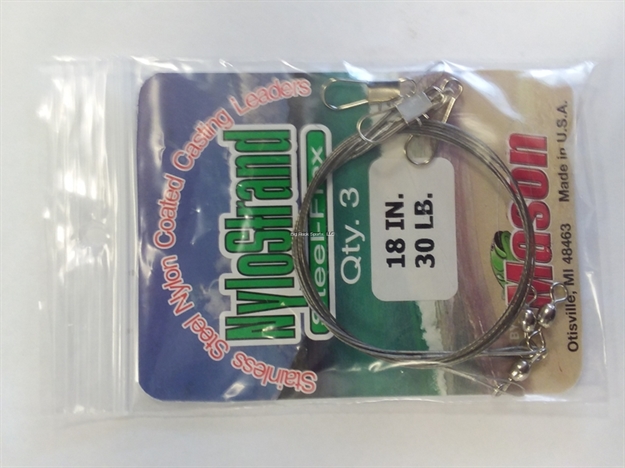 Stainless Steel Nylon Coated Casting Leaders
NyloStrand
Steel-Flex
Qty. 3
18 IN.
30 LB.
BY
Mason
Otisville, MI 48463 Made in U.S.A.